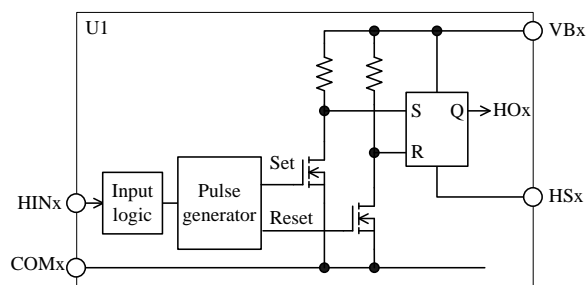 U1
VBx
S
Q
HOx
R
Set
Input
logic
Pulse
generator
HINx
HSx
Reset
COMx